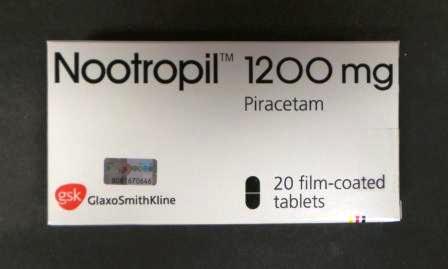 Nootropil™ 1200 mg
Piracetam
20 film-coated
tablets
gsk GlaxoSmithKline